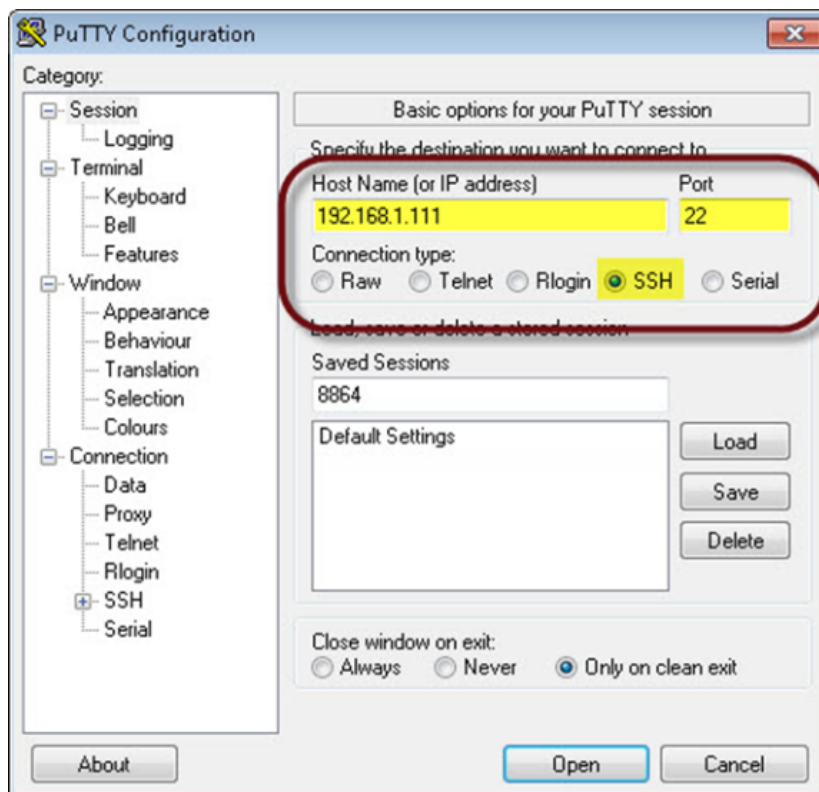 PuTTY Configuration
Category:
Session
Logging
Terminal
Keyboard
Bell
Features
Window
Appearance
Behaviour
Translation
Selection
Colours
Connection
Data
Proxy
Telnet
Rlogin
SSH
Serial
Basic options for your PuTTY session
Specify the destination you want to connect to
Host Name (or IP address) Port
192.168.1.111 22
Connection type:
Raw Telnet Rlogin SSH Serial
Load, save or delete a stored session
Saved Sessions
8864
Default Settings
Load
Save
Delete
Close window on exit:
Always Never Only on clean exit
About Open Cancel